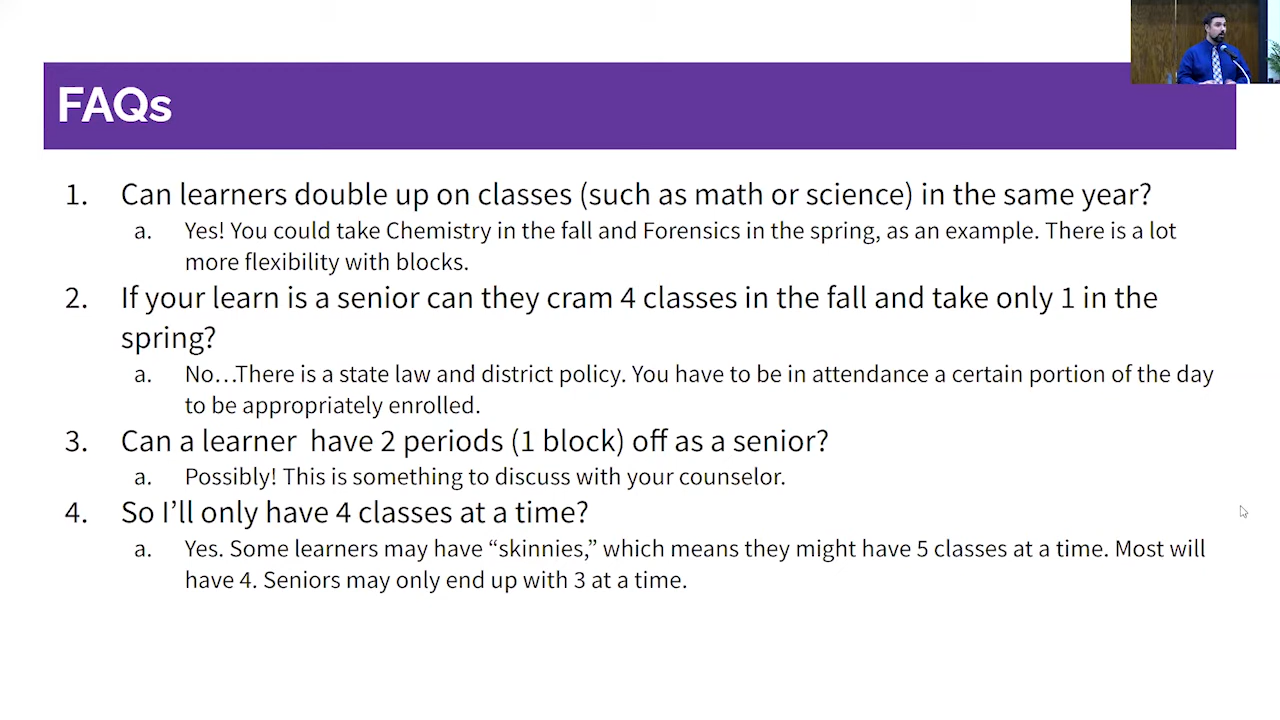 FAQs
1. Can learners double up on classes (such as math or science) in the same year?
a. Yes! You could take Chemistry in the fall and Forensics in the spring, as an example. There is a lot
more flexibility with blocks.
2. If your learn is a senior can they cram 4 classes in the fall and take only 1 in the
spring?
a. No…There is a state law and district policy. You have to be in attendance a certain portion of the day
to be appropriately enrolled.
3. Can a learner  have 2 periods (1 block) off as a senior?
a. Possibly! This is something to discuss with your counselor.
4. So I’ll only have 4 classes at a time?
a. Yes. Some learners may have “skinnies,” which means they might have 5 classes at a time. Most will
have 4. Seniors may only end up with 3 at a time.